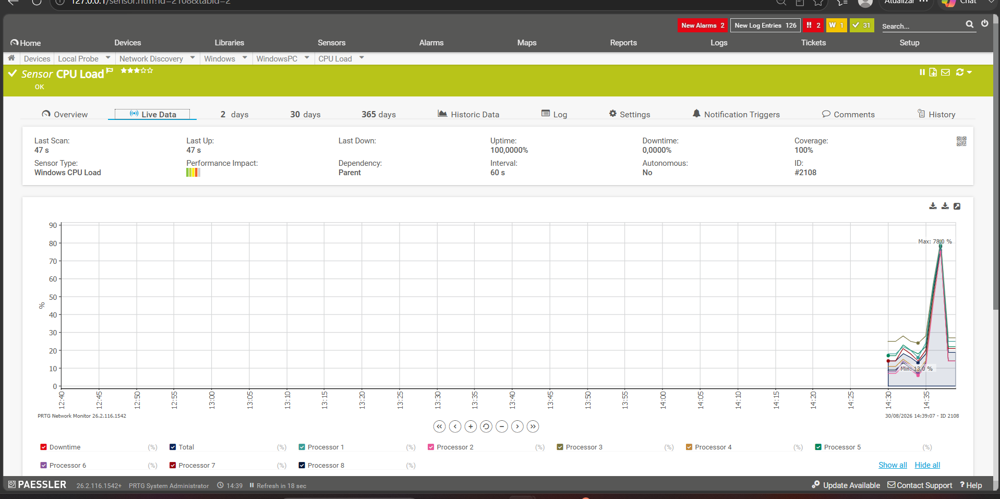 127.0.0.1/sensor.htm?id=2108&tabid=2
Atualizar ... Chat
New Alarms 2 New Log Entries 126 !! 2 W 1 31 Search...
Home Devices Libraries Sensors Alarms Maps Reports Logs Tickets Setup
Devices Local Probe Network Discovery Windows WindowsPC CPU Load
Sensor CPU Load
OK
Overview Live Data 2 days 30 days 365 days Historic Data Log Settings Notification Triggers Comments History
Last Scan: Last Up: Last Down: Uptime: Downtime: Coverage:
47 s 47 s 100,0000% 0,0000% 100%
Sensor Type: Performance Impact: Dependency: Interval: Autonomous: ID:
Windows CPU Load Parent 60 s No #2108
90
80
70
60
50
40
30
20
10
0
%
Max: 78,0 %
Min: 13,0 %
12:40 12:45 12:50 12:55 13:00 13:05 13:10 13:15 13:20 13:25 13:30 13:35 13:40 13:45 13:50 13:55 14:00 14:05 14:10 14:15 14:20 14:25 14:30 14:35
PRTG Network Monitor 26.2.116.1542 30/08/2026 14:39:07 - ID 2108
Downtime (%) Total (%) Processor 1 (%) Processor 2 (%) Processor 3 (%) Processor 4 (%) Processor 5 (%)
Processor 6 (%) Processor 7 (%) Processor 8 (%) Show all Hide all
PAESSLER 26.2.116.1542+ PRTG System Administrator 14:39 Refresh in 18 sec Update Available Contact Support ? Help